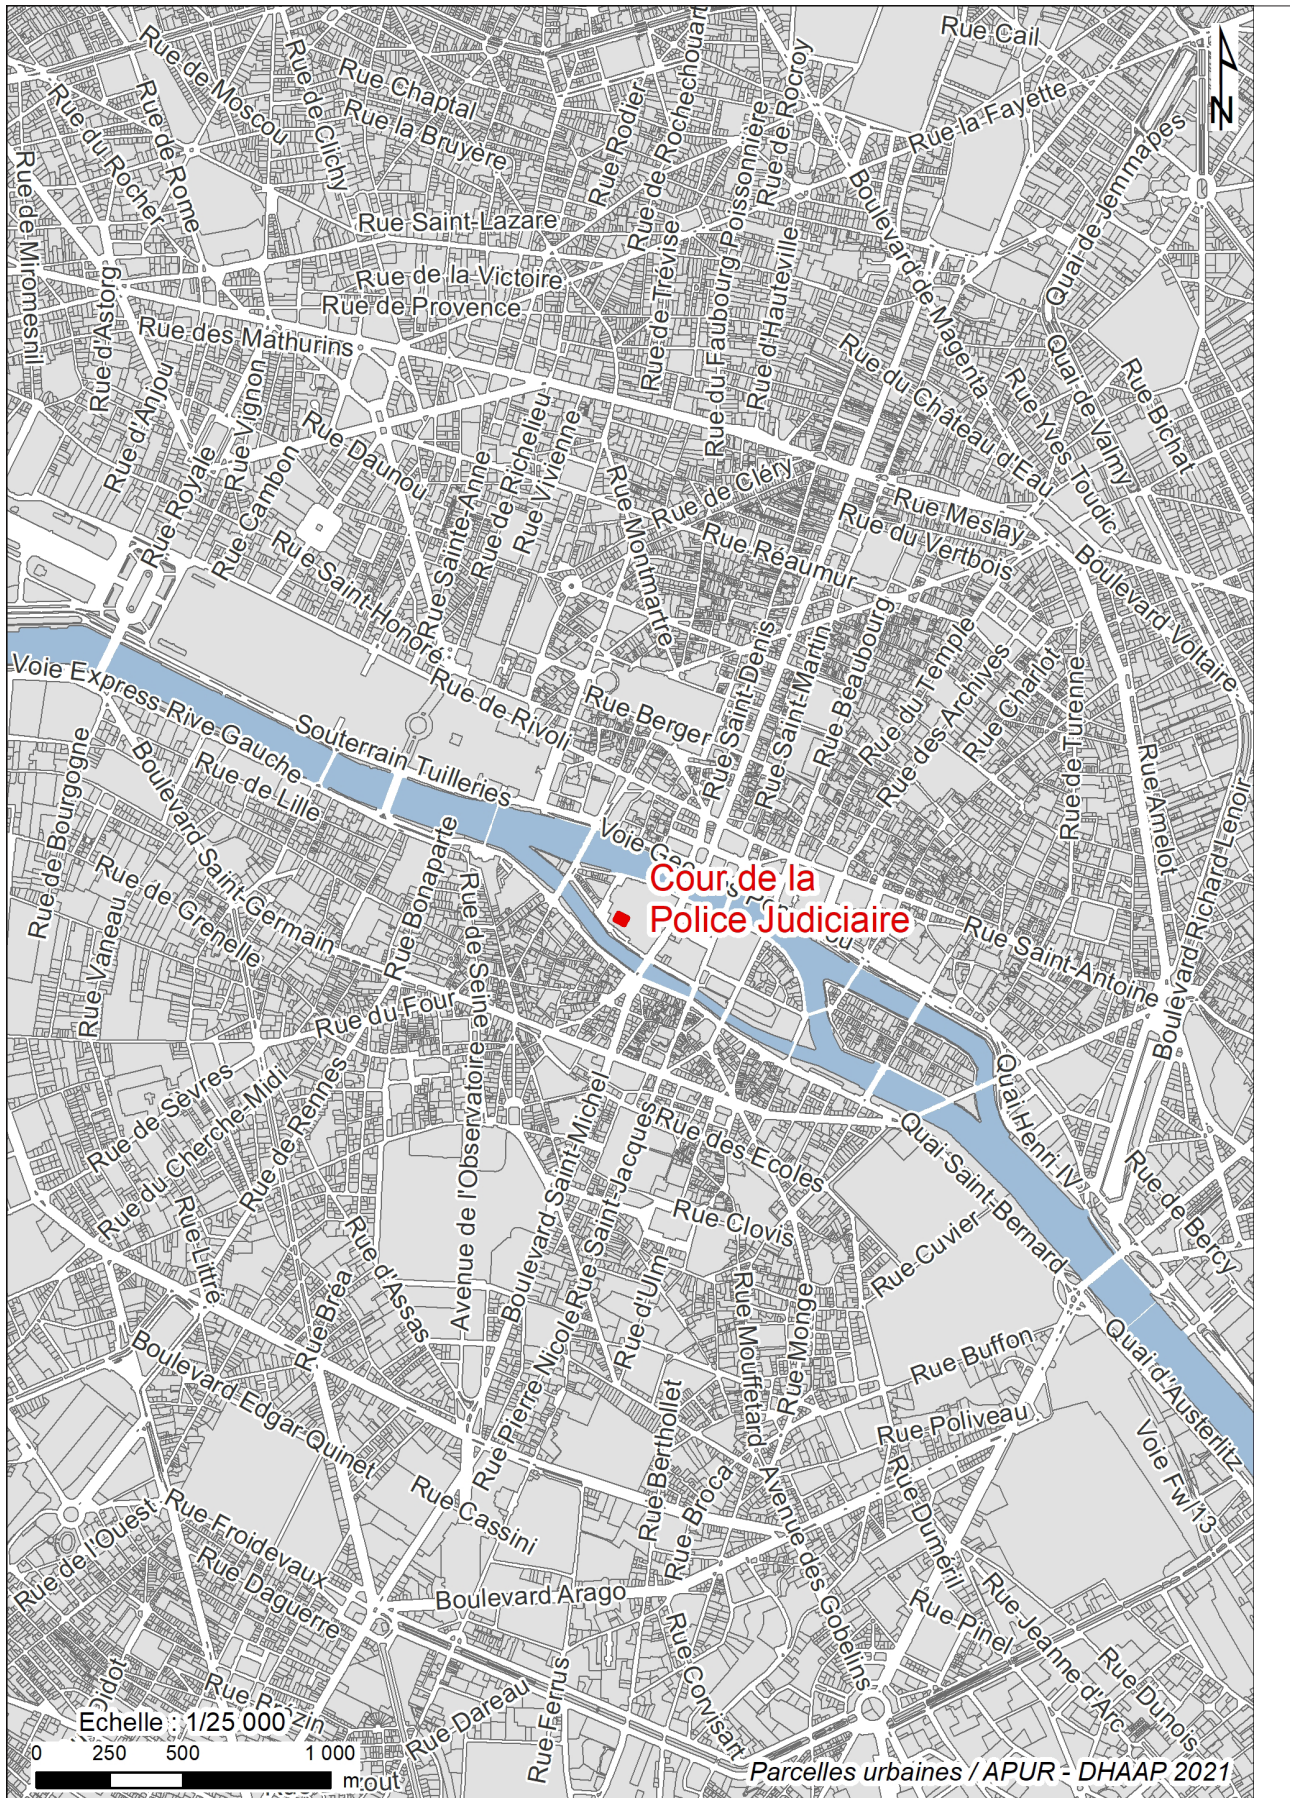 Rue Cail
Rue de Moscou
Rue de Clichy
Rue Chaptal
Rue la Bruyère
Rue Rodier
Rue de Rochechouart
Rue de Rocroy
Rue la Fayette
Rue du Rocher
Rue de Rome
Rue de Miromesnil
Rue Saint-Lazare
Rue de Trévise
Rue du Faubourg Poissonnière
Rue d'Hauteville
Boulevard de Magenta
Quai de Jemmapes
N
Rue d'Astorg
Rue de la Victoire
Rue de Provence
Rue des Mathurins
Rue d'Anjou
Rue Vignon
Rue Daunou
Rue Royale
Rue Cambon
Rue Sainte-Anne
Rue de Richelieu
Rue Vivienne
Rue Montmartre
Rue de Cléry
Rue Réaumur
Rue du Château d'Eau
Rue Yves Toudic
Quai de Valmy
Rue Bichat
Rue Meslay
Rue du Vertbois
Boulevard Voltaire
Rue Saint-Honoré
Rue de Rivoli
Rue Berger
Rue Saint-Denis
Rue Saint-Martin
Rue Beaubourg
Rue du Temple
Rue des Archives
Rue Charlot
Rue de Turenne
Rue Amelot
Boulevard Richard-Lenoir
Voie Express Rive Gauche
Souterrain Tuilleries
Rue de Bourgogne
Boulevard Saint-Germain
Rue de Lille
Rue de Grenelle
Rue Vaneau
Rue Bonaparte
Rue de Seine
Voie Geo
Cour de la
Police Judiciaire
Rue Saint-Antoine
Rue du Four
Rue de Sèvres
Rue du Cherche-Midi
Rue de Rennes
Rue Littré
Rue d'Assas
Rue Bréa
Avenue de l'Observatoire
Boulevard Saint-Michel
Rue Saint-Jacques
Rue des Ecoles
Rue Clovis
Quai Saint-Bernard
Quai Henri-IV
Rue de Bercy
Rue Cuvier
Rue Pierre Nicole
Rue d'Ulm
Rue Mouffetard
Rue Monge
Rue Buffon
Quai d'Austerlitz
Boulevard Edgar Quinet
Rue Berthollet
Rue Poliveau
Voie Fw/13
Rue Cassini
Rue Broca
Avenue des Gobelins
Rue Duméril
Rue de l'Ouest
Rue Froidevaux
Rue Daguerre
Boulevard Arago
Rue Pinel
Rue Jeanne d'Arc
Rue Dunois
Didot
Rue Dareau
Rue Ferrus
Rue Corvisart
Echelle : 1/25 000
0 250 500 1 000
m
Parcelles urbaines / APUR - DHAAP 2021